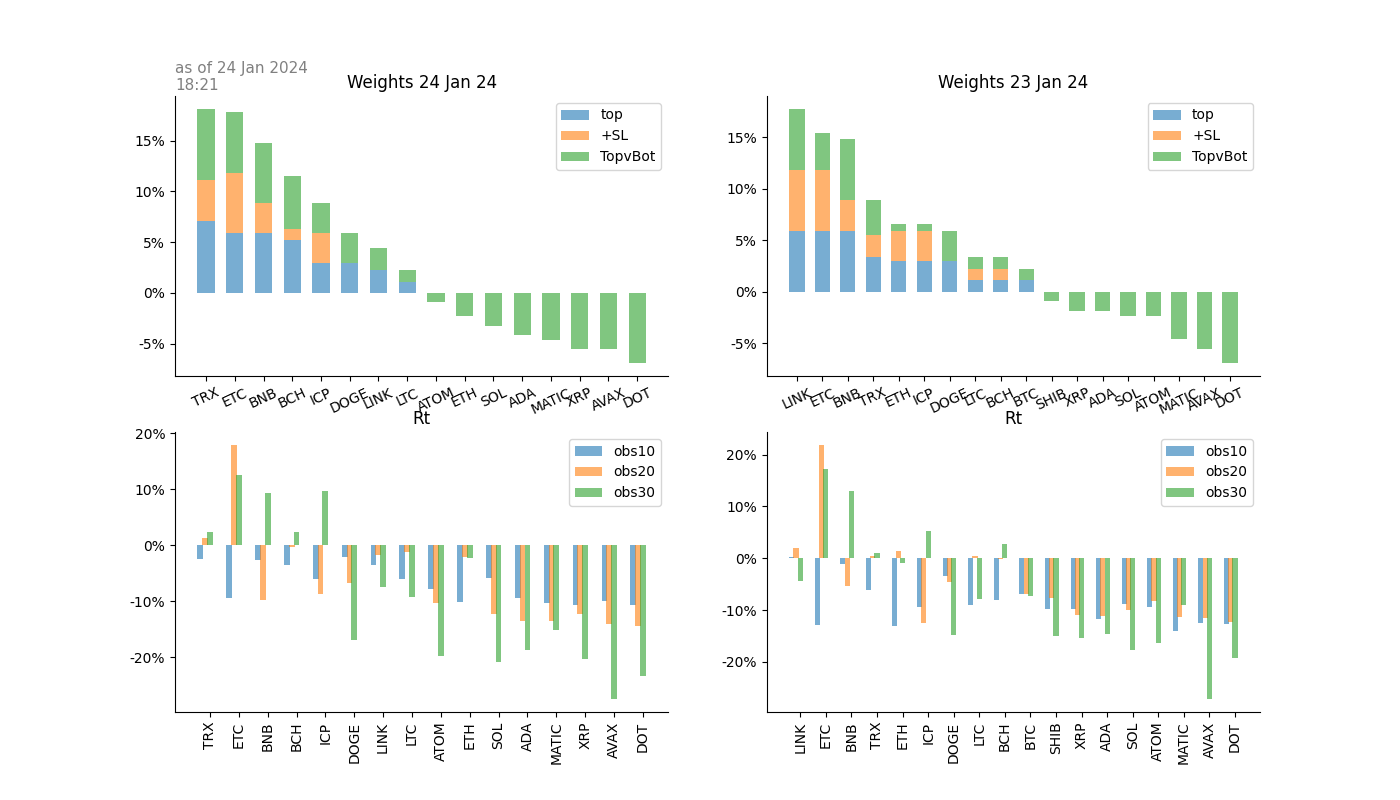 as of 24 Jan 2024
18:21
Weights 24 Jan 24
15%
10%
5%
0%
-5%
top
+SL
TopvBot
TRX ETC BNB BCH ICP DOGE LINK LTC ATOM ETH SOL ADA MATIC XRP AVAX DOT
Weights 23 Jan 24
15%
10%
5%
0%
-5%
top
+SL
TopvBot
LINK ETC BNB TRX ETH ICP DOGE LTC BCH BTC SHIB XRP ADA SOL ATOM MATIC AVAX DOT
Rt
20%
10%
0%
-10%
-20%
obs10
obs20
obs30
TRX ETC BNB BCH ICP DOGE LINK LTC ATOM ETH SOL ADA MATIC XRP AVAX DOT
Rt
20%
10%
0%
-10%
-20%
obs10
obs20
obs30
LINK ETC BNB TRX ETH ICP DOGE LTC BCH BTC SHIB XRP ADA SOL ATOM MATIC AVAX DOT